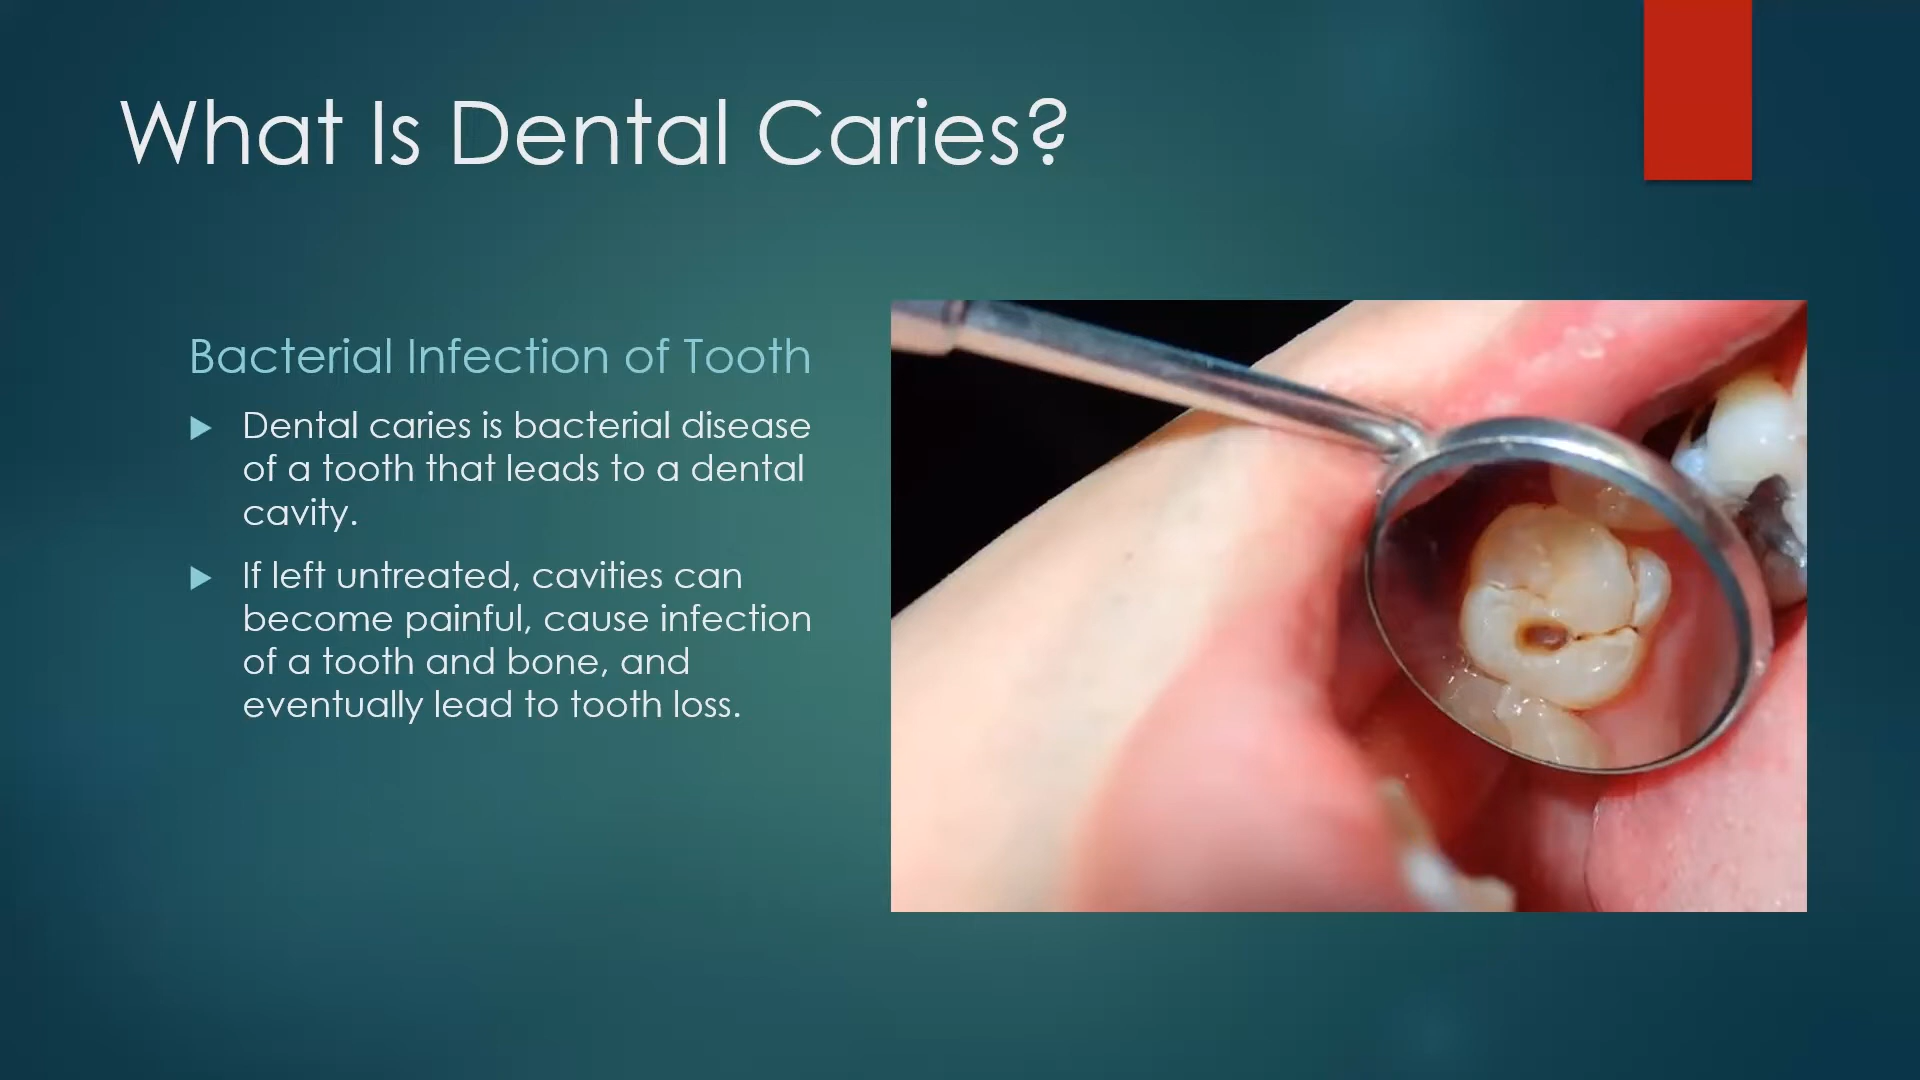 What Is Dental Caries?
Bacterial Infection of Tooth
Dental caries is bacterial disease
of a tooth that leads to a dental
cavity.
If left untreated, cavities can
become painful, cause infection
of a tooth and bone, and
eventually lead to tooth loss.